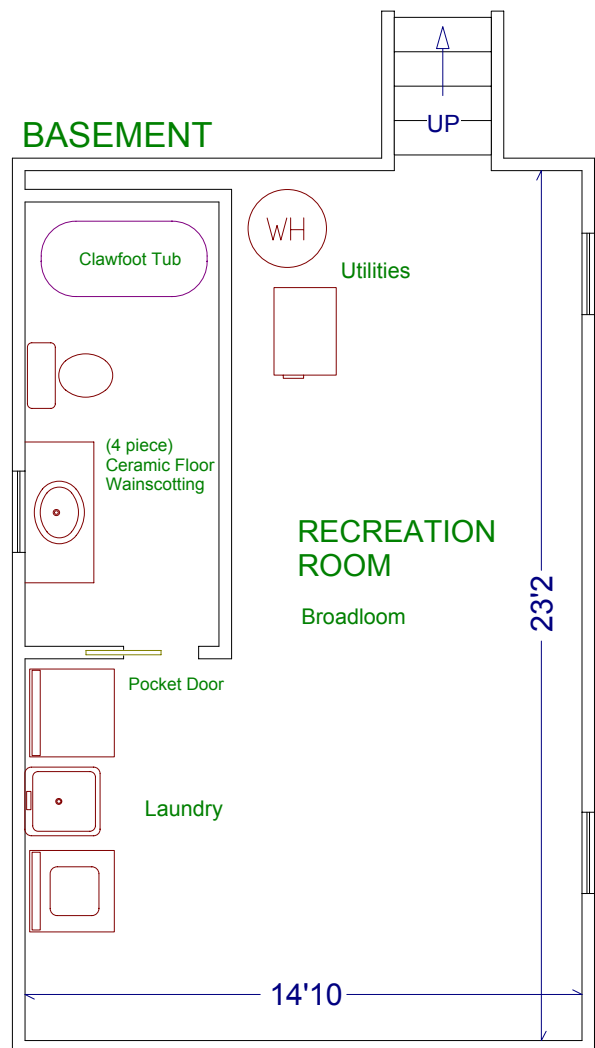 UP
BASEMENT
WH
Clawfoot Tub
Utilities
(4 piece)
Ceramic Floor
Wainscotting
RECREATION
ROOM
23'2
Broadloom
Pocket Door
Laundry
14'10